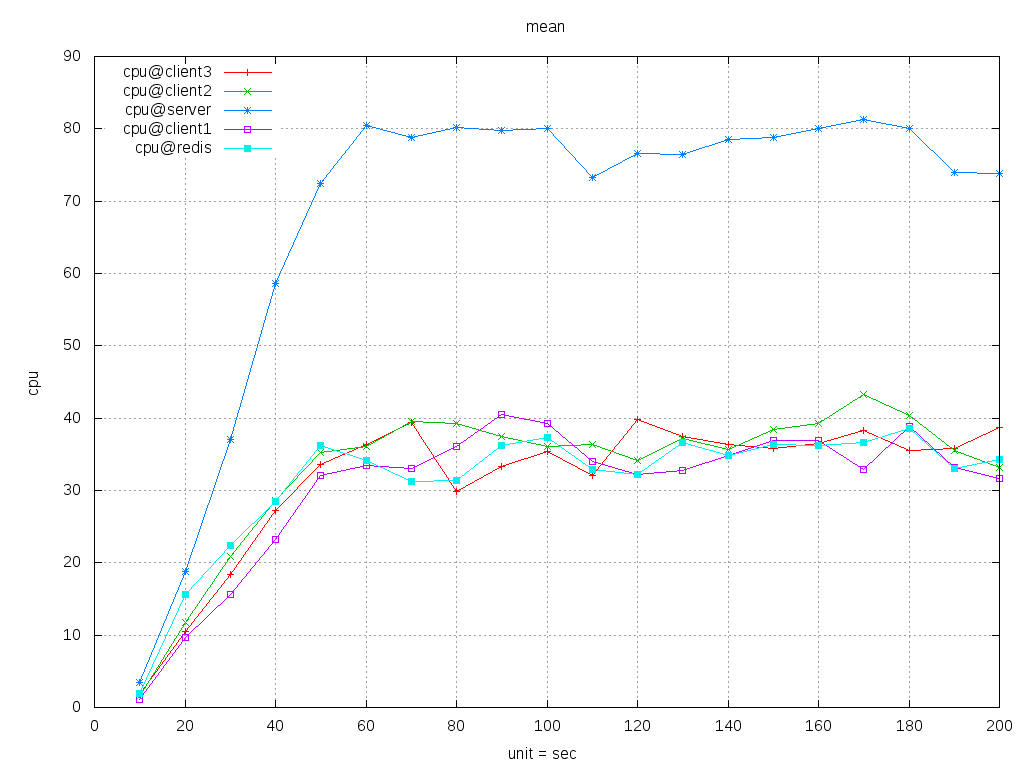 mean
cpu@client3
cpu@client2
cpu@server
cpu@client1
cpu@redis
90
80
70
60
50
40
30
20
10
0
cpu
0 20 40 60 80 100 120 140 160 180 200
unit = sec